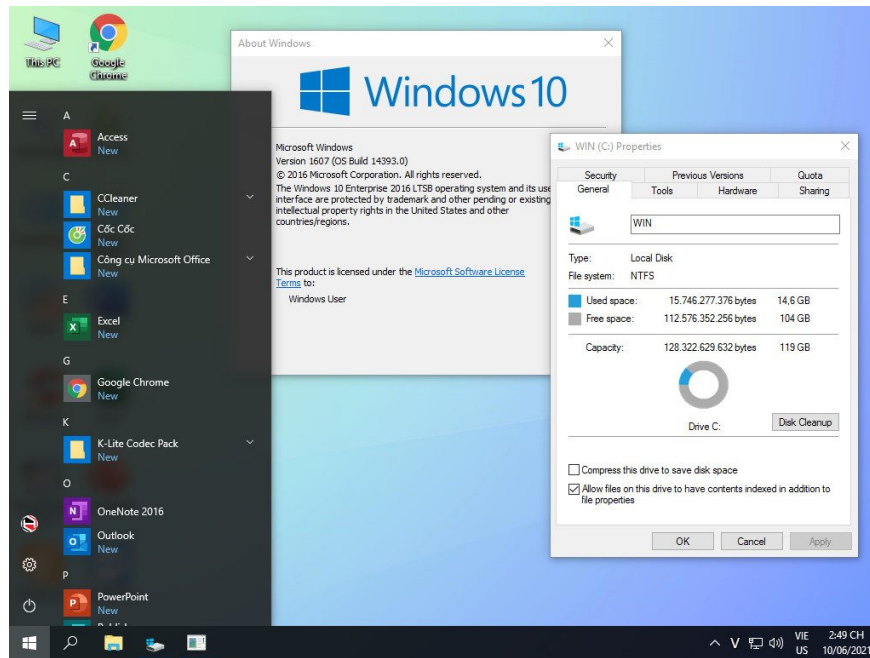 This PC
Google Chrome
A
Access
New
C
CCleaner
New
Cốc Cốc
New
Công cụ Microsoft Office
New
E
Excel
New
G
Google Chrome
New
K
K-Lite Codec Pack
New
O
OneNote 2016
Outlook
New
P
PowerPoint
New
About Windows
Windows 10
Microsoft Windows
Version 1607 (OS Build 14393.0)
© 2016 Microsoft Corporation. All rights reserved.
The Windows 10 Enterprise 2016 LTSB operating system and its use
interface are protected by trademark and other pending or existing
intellectual property rights in the United States and other
countries/regions.
This product is licensed under the Microsoft Software License
Terms to:
Windows User
WIN (C:) Properties
Security Previous Versions Quota
General Tools Hardware Sharing
WIN
Type: Local Disk
File system: NTFS
Used space: 15.746.277.376 bytes 14,6 GB
Free space: 112.576.352.256 bytes 104 GB
Capacity: 128.322.629.632 bytes 119 GB
Drive C:
Disk Cleanup
Compress this drive to save disk space
Allow files on this drive to have contents indexed in addition to
file properties
OK Cancel Apply
V
VIE 2:49 CH
US 10/06/2021